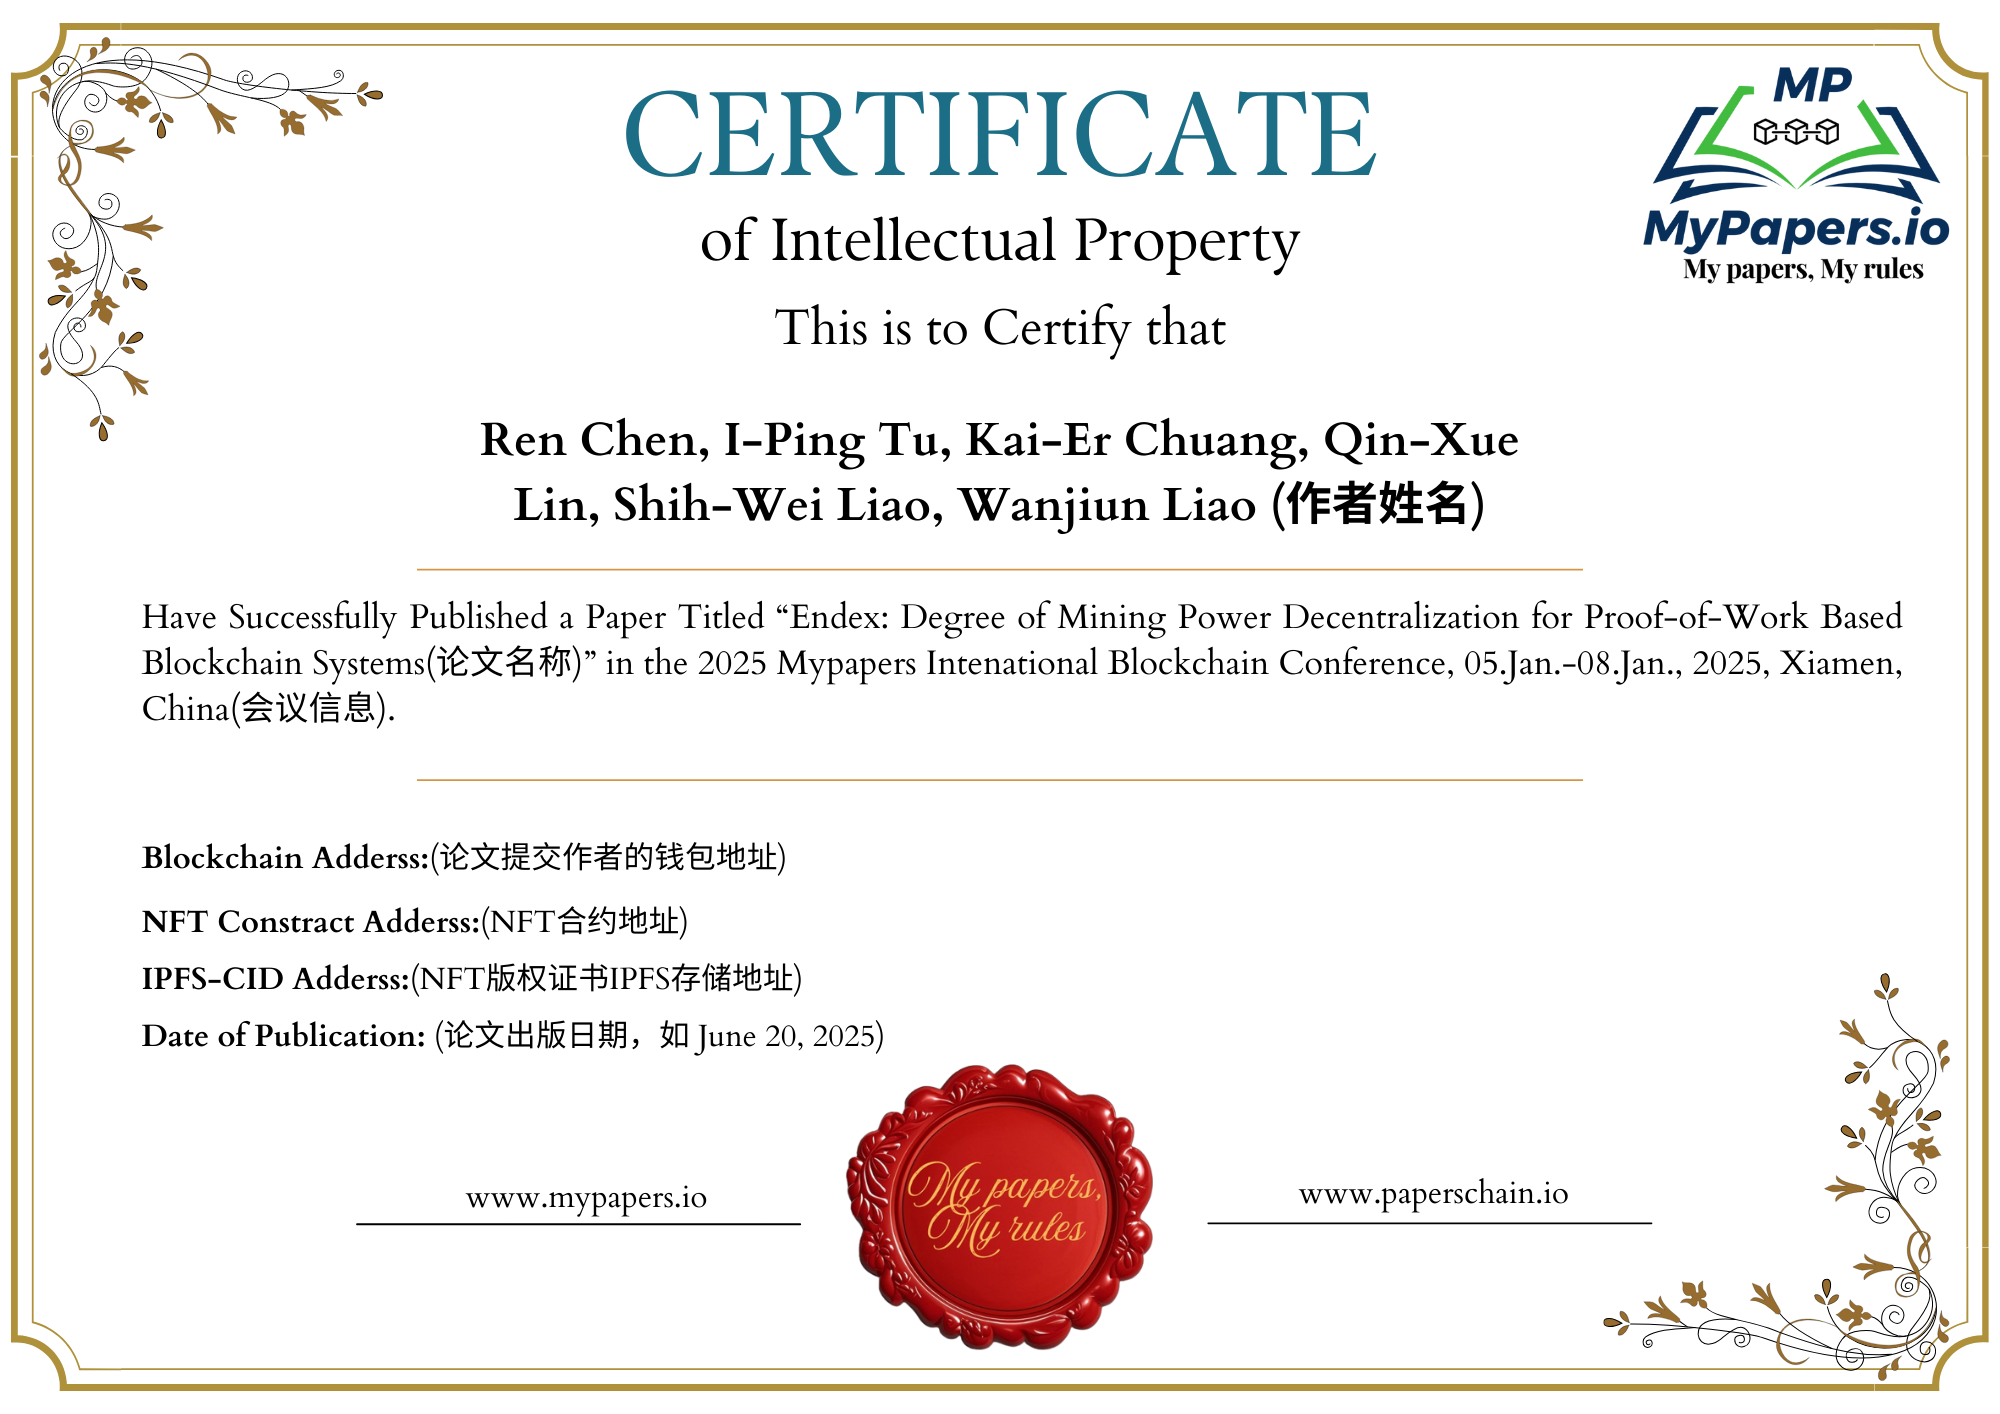 CERTIFICATE
MP
of Intellectual Property
MyPapers.io
My papers, My rules
This is to Certify that
Ren Chen, I-Ping Tu, Kai-Er Chuang, Qin-Xue
Lin, Shih-Wei Liao, Wanjiun Liao (作者姓名)
Have Successfully Published a Paper Titled “Endex: Degree of Mining Power Decentralization for Proof-of-Work Based
Blockchain Systems(论文名称)” in the 2025 Mypapers Intenational Blockchain Conference, 05.Jan.-08.Jan., 2025, Xiamen,
China(会议信息).
Blockchain Adderss:(论文提交作者的钱包地址)
NFT Constract Adderss:(NFT合约地址)
IPFS-CID Adderss:(NFT版权证书IPFS存储地址)
Date of Publication: (论文出版日期，如 June 20, 2025)
www.mypapers.io
My papers,
My rules
www.paperschain.io